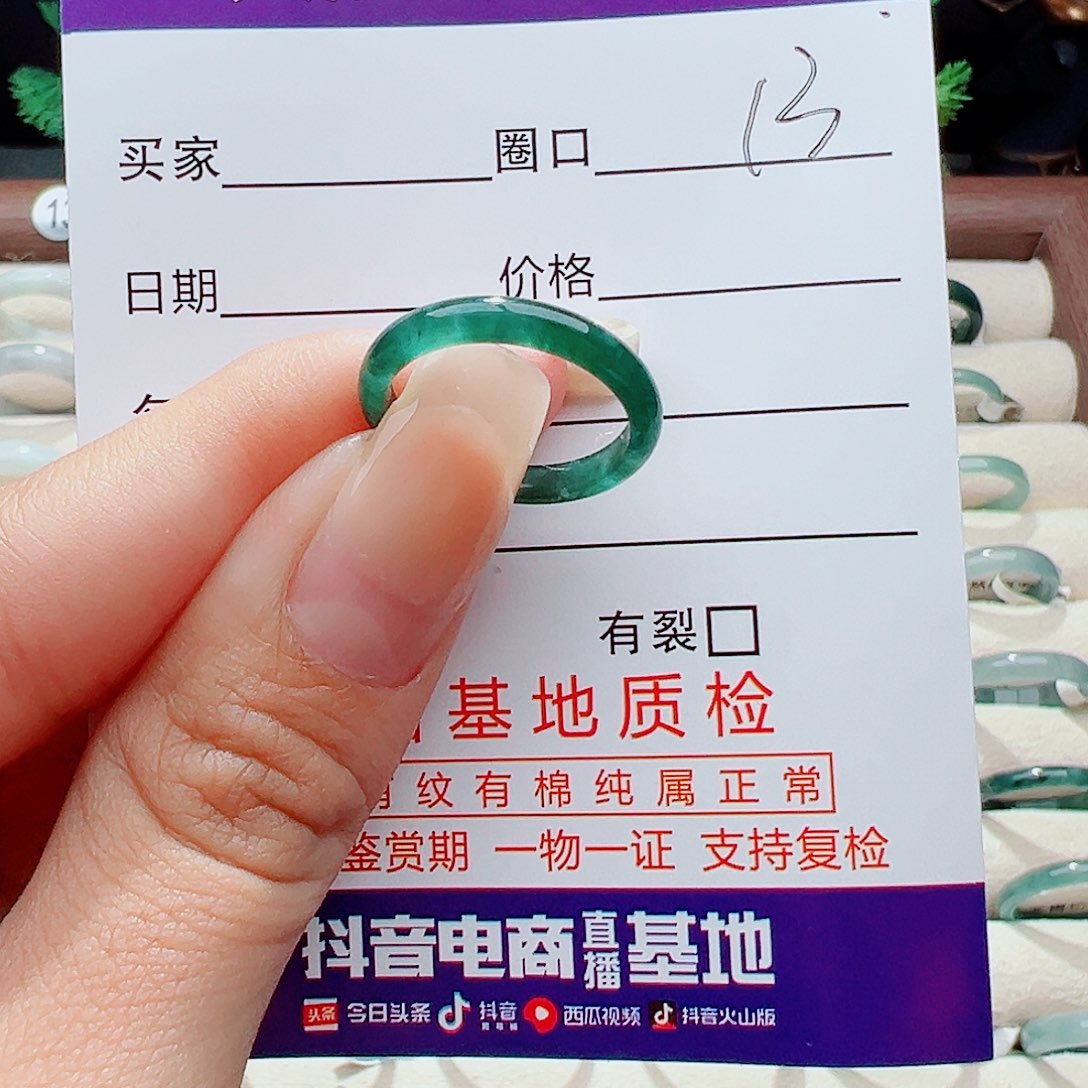 买家 圈口 13
日期 价格
有裂
基地质检
纹有棉纯属正常
鉴赏期 一物一证 支持复检
抖音电商直播基地
头条 今日头条 抖音 西瓜视频 抖音火山版